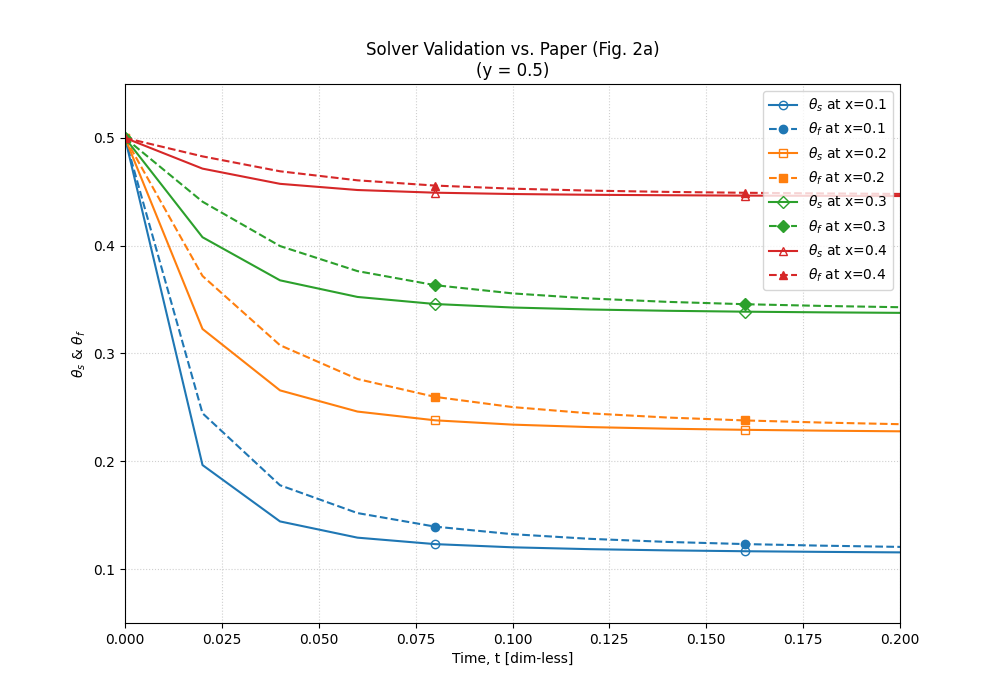 Solver Validation vs. Paper (Fig. 2a)
(y = 0.5)
θs at x=0.1
θf at x=0.1
θs at x=0.2
θf at x=0.2
θs at x=0.3
θf at x=0.3
θs at x=0.4
θf at x=0.4
0.5
0.4
0.3
0.2
0.1
θs & θf
0.000
0.025
0.050
0.075
0.100
0.125
0.150
0.175
0.200
Time, t [dim-less]